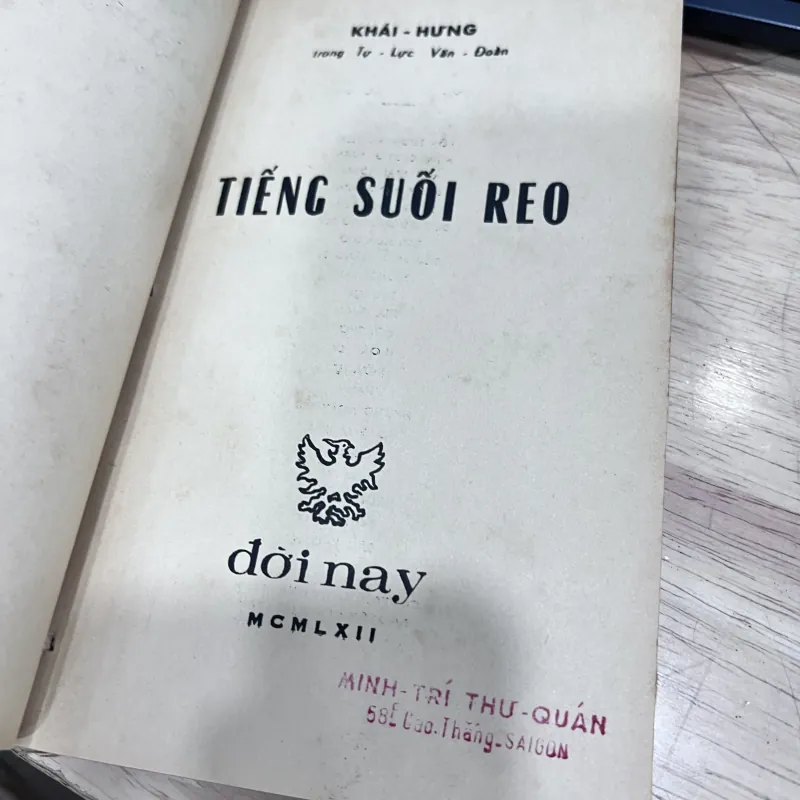 KHÁI - HƯNG
trong Tự - Lực Văn - Đoàn
TIẾNG SUỐI REO
đời nay
MCMLXII
MINH-TRÍ THƯ-QUÁN
58E Cao.Thắng-SAIGON